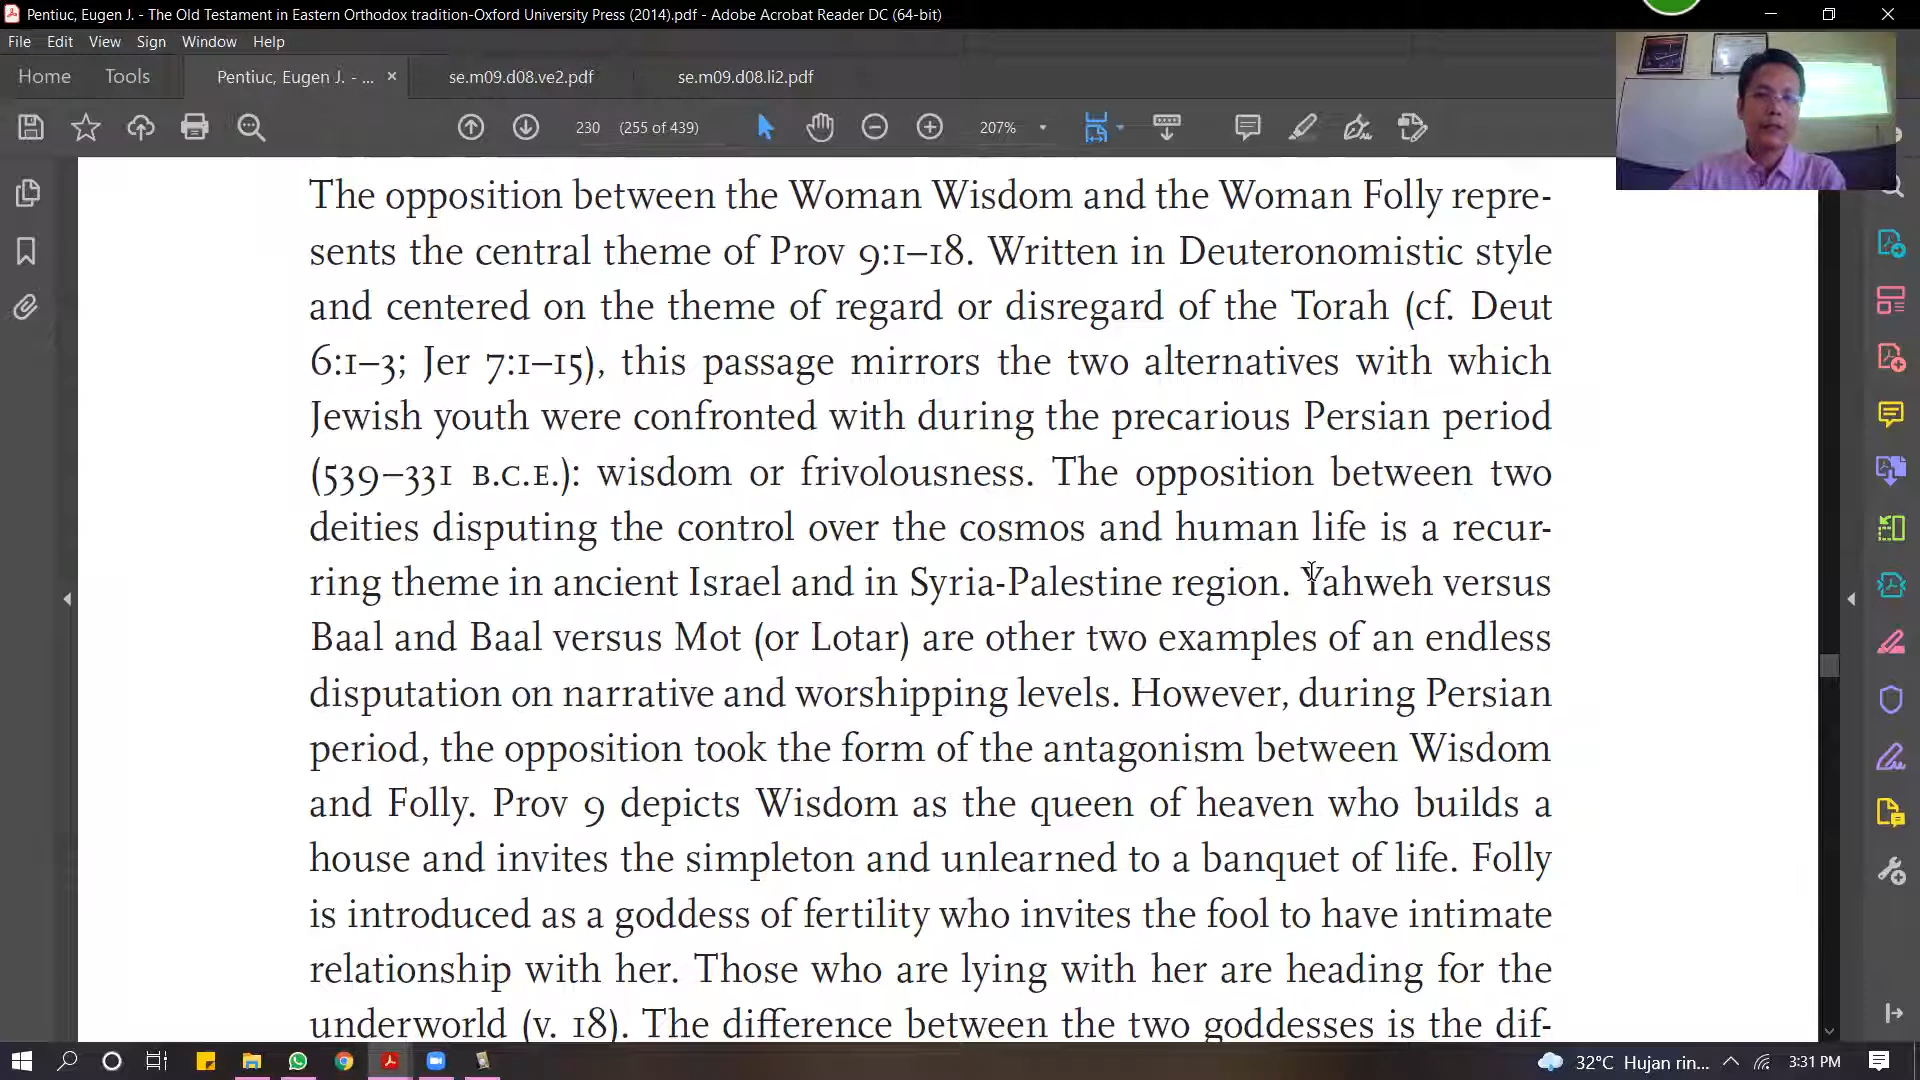 Pentiuc, Eugen J. - The Old Testament in Eastern Orthodox tradition-Oxford University Press (2014).pdf - Adobe Acrobat Reader DC (64-bit)
File Edit View Sign Window Help
Home Tools Pentiuc, Eugen J. - ... × se.m09.d08.ve2.pdf se.m09.d08.li2.pdf
230 (255 of 439) 207%
The opposition between the Woman Wisdom and the Woman Folly repre-
sents the central theme of Prov 9:1–18. Written in Deuteronomistic style
and centered on the theme of regard or disregard of the Torah (cf. Deut
6:1–3; Jer 7:1–15), this passage mirrors the two alternatives with which
Jewish youth were confronted with during the precarious Persian period
(539–331 B.C.E.): wisdom or frivolousness. The opposition between two
deities disputing the control over the cosmos and human life is a recur-
ring theme in ancient Israel and in Syria-Palestine region. Yahweh versus
Baal and Baal versus Mot (or Lotar) are other two examples of an endless
disputation on narrative and worshipping levels. However, during Persian
period, the opposition took the form of the antagonism between Wisdom
and Folly. Prov 9 depicts Wisdom as the queen of heaven who builds a
house and invites the simpleton and unlearned to a banquet of life. Folly
is introduced as a goddess of fertility who invites the fool to have intimate
relationship with her. Those who are lying with her are heading for the
underworld (v. 18). The difference between the two goddesses is the dif-
32°C Hujan rin... 3:31 PM